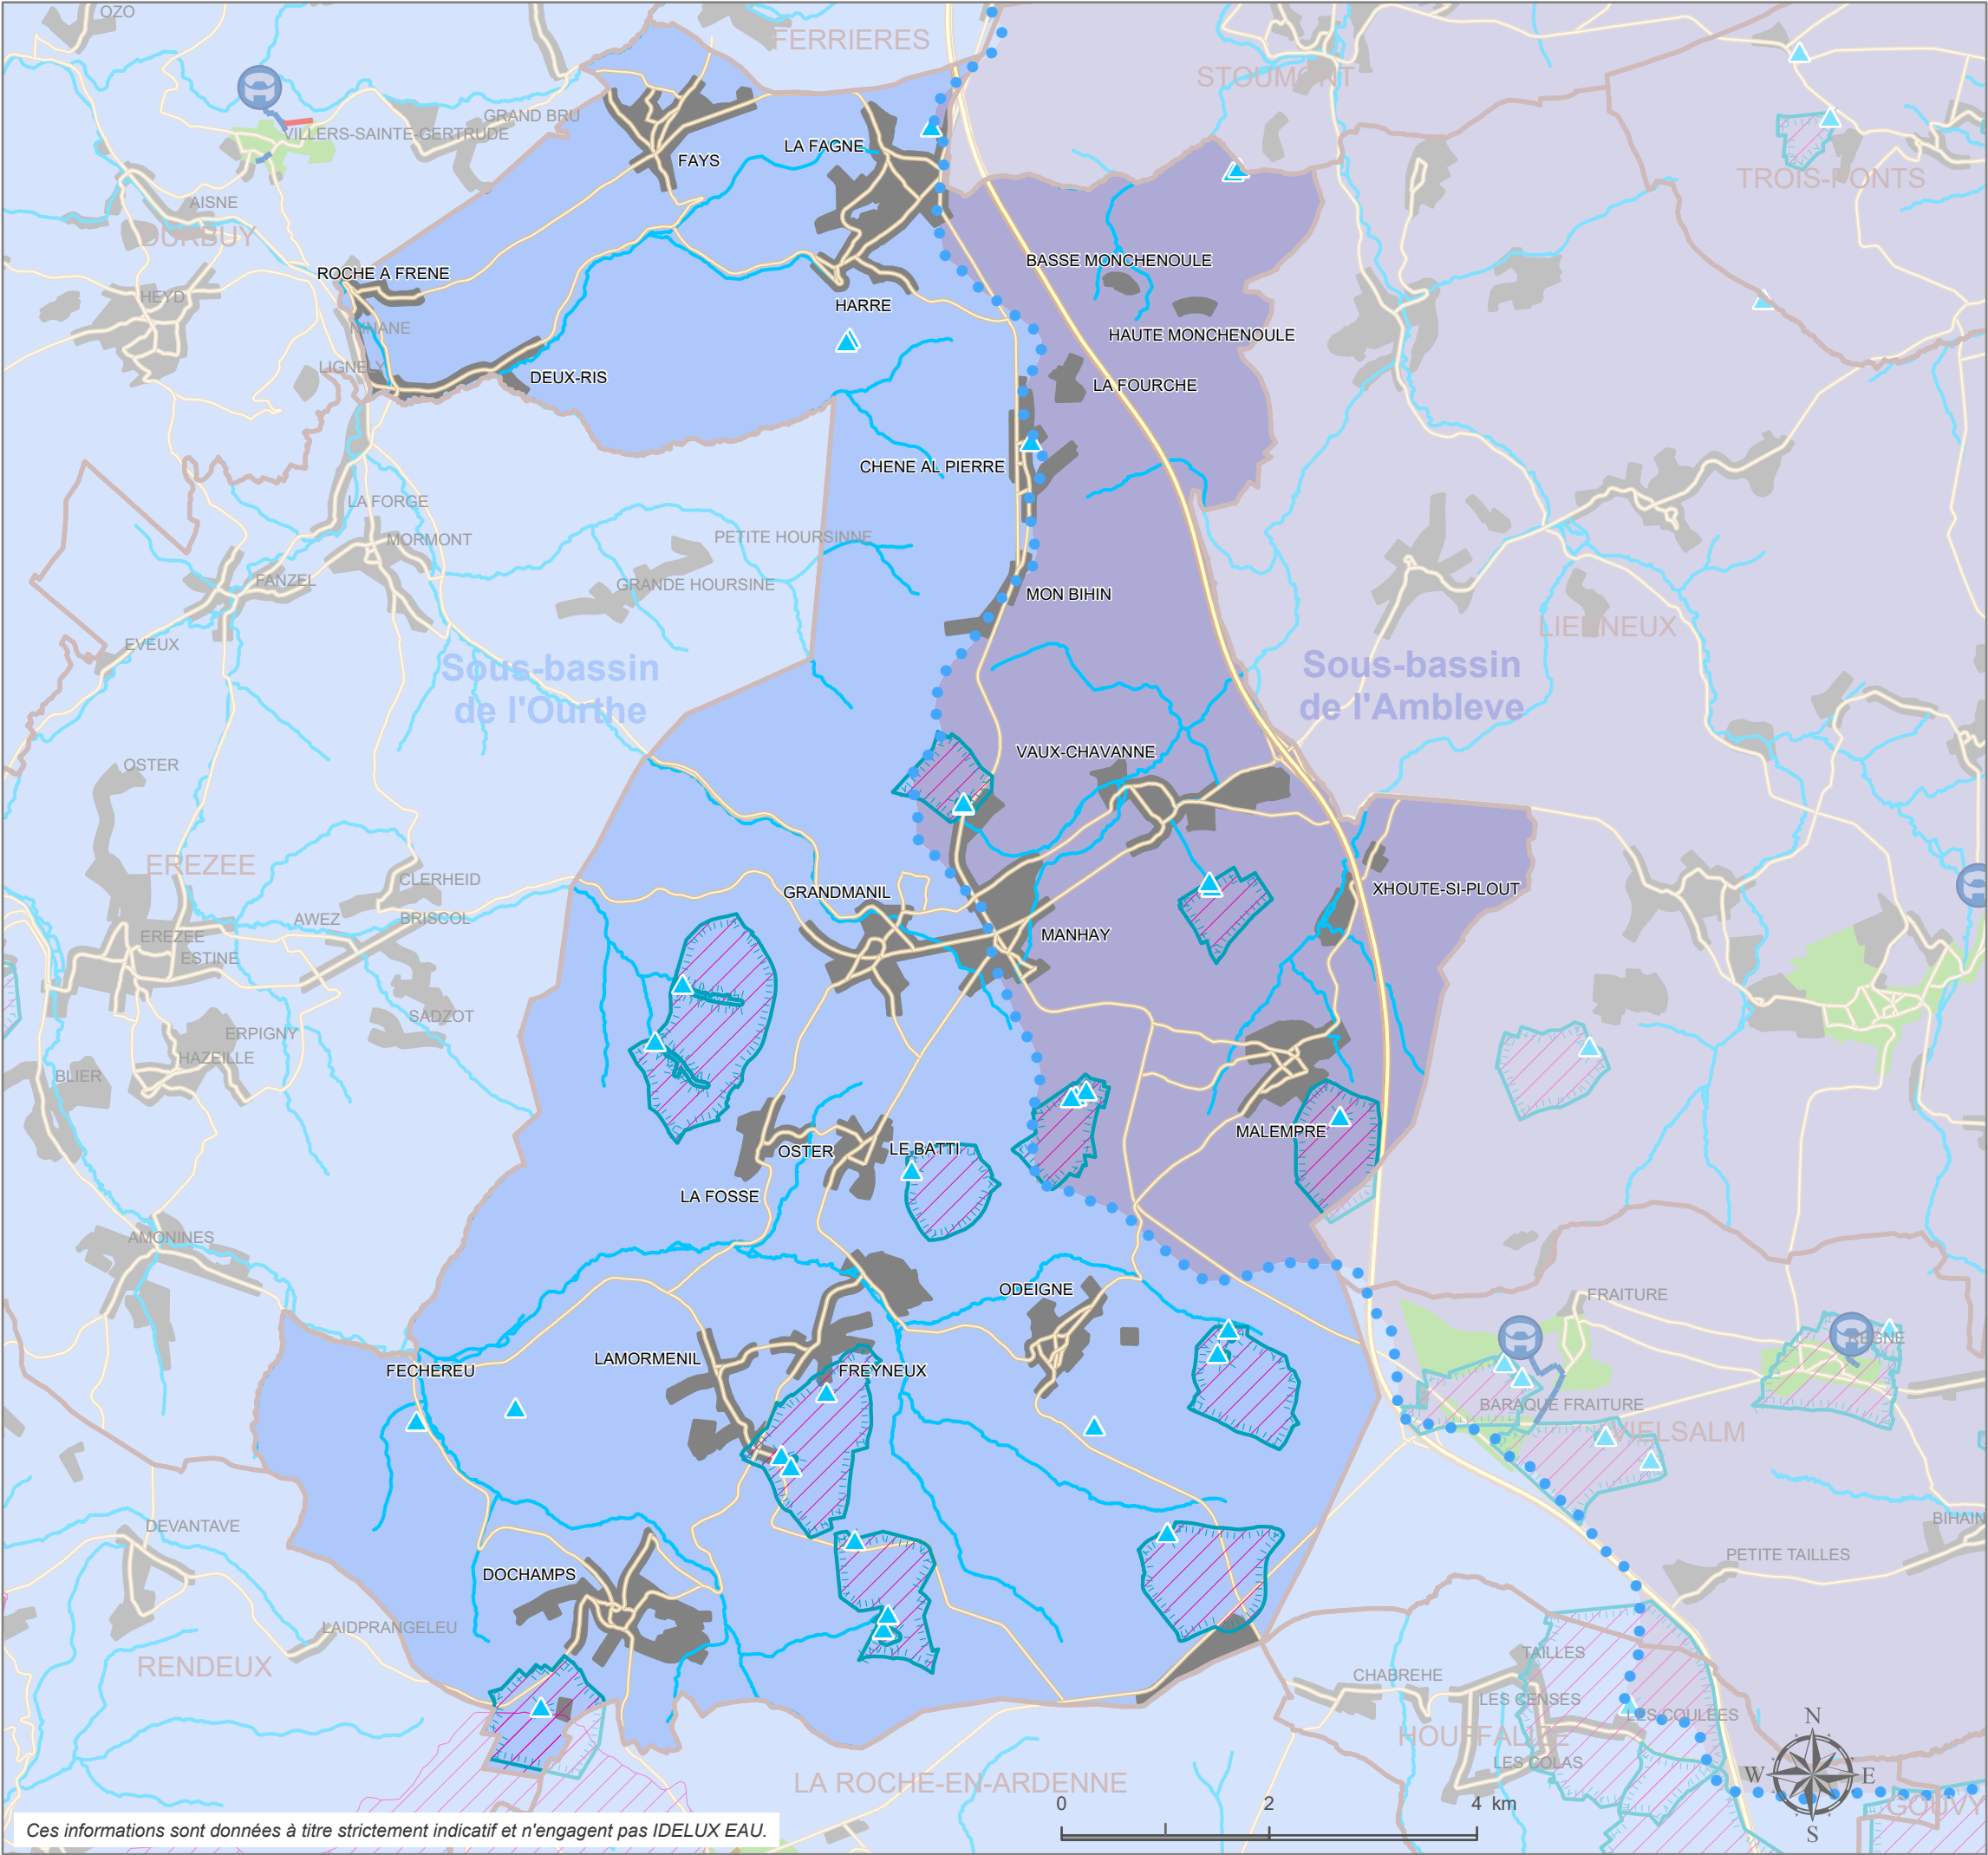 OZO
FERRIERES
STOUMONT
GRAND BRU
VILLERS-SAINTE-GERTRUDE
LA FAGNE
FAYS
TROIS-PONTS
AISNE
DURBUY
ROCHE A FRENE
BASSE MONCHENOULE
HEYD
HARRE
NINANE
HAUTE MONCHENOULE
LIGNELY
DEUX-RIS
LA FOURCHE
CHENE AL PIERRE
LA FORGE
MORMONT
PETITE HOURSINNE
FANZEL
GRANDE HOURSINE
MON BIHIN
LIERNEUX
EVEUX
Sous-bassin
de l'Ourthe
Sous-bassin
de l'Ambleve
OSTER
VAUX-CHAVANNE
EREZEE
CLERHEID
GRANDMANIL
XHOUTE-SI-PLOUT
AWEZ
BRISCOL
EREZEE
MANHAY
ESTINE
SADZOT
ERPIGNY
HAZEILLE
BLIER
MALEMPRE
OSTER
LE BATTI
LA FOSSE
AMONINES
ODEIGNE
FRAITURE
REGNE
LAMORMENIL
FECHEREU
FREYNEUX
BARAQUE FRAITURE
VIELSALM
DEVANTAVE
BIHAIN
PETITE TAILLES
DOCHAMPS
LAIDPRANGELEU
TAILLES
RENDEUX
CHABREHE
LES CENSES
LES COULEES
HOUFFALIZE
LES COLAS
N
W
E
S
LA ROCHE-EN-ARDENNE
GOUVY
0 2 4 km
Ces informations sont données à titre strictement indicatif et n'engagent pas IDELUX EAU.